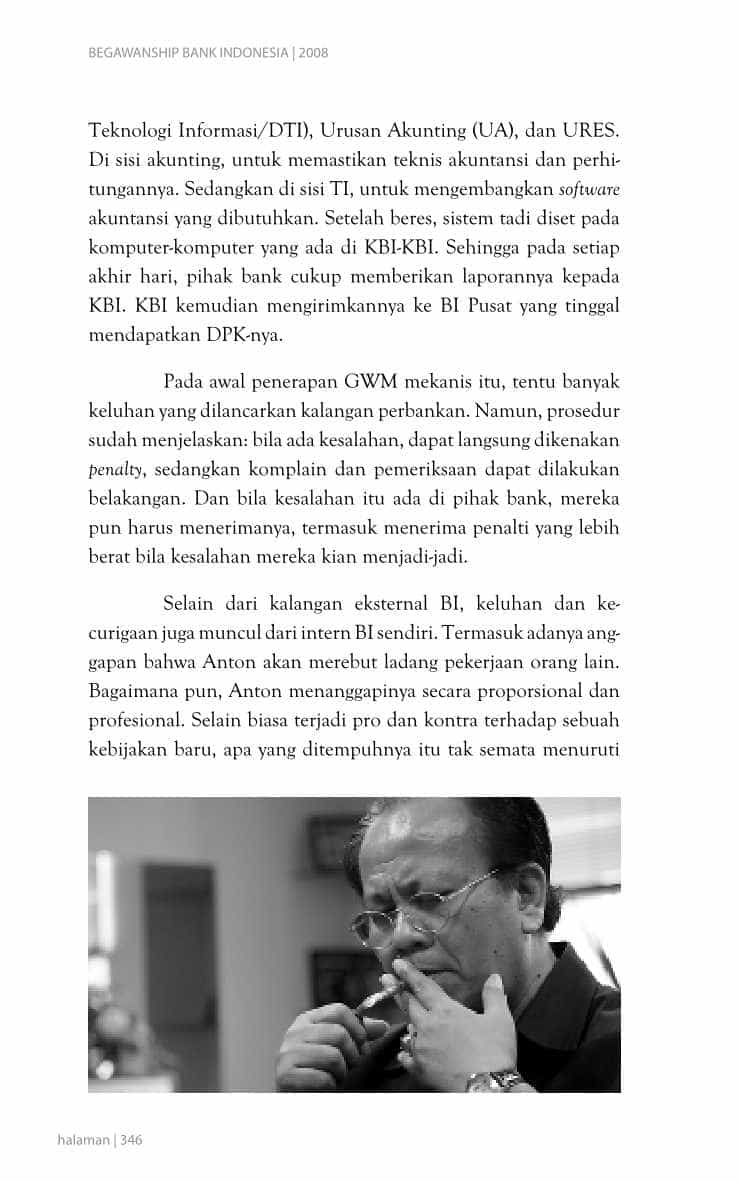 BEGAWANSHIP BANK INDONESIA | 2008
Teknologi Informasi/DTI), Urusan Akunting (UA), dan URES.
Di sisi akunting, untuk memastikan teknis akuntansi dan perhi-
tungannya. Sedangkan di sisi TI, untuk mengembangkan software
akuntansi yang dibutuhkan. Setelah beres, sistem tadi diset pada
komputer-komputer yang ada di KBI-KBI. Sehingga pada setiap
akhir hari, pihak bank cukup memberikan laporannya kepada
KBI. KBI kemudian mengirimkannya ke BI Pusat yang tinggal
mendapatkan DPK-nya.
Pada awal penerapan GWM mekanis itu, tentu banyak
keluhan yang dilancarkan kalangan perbankan. Namun, prosedur
sudah menjelaskan: bila ada kesalahan, dapat langsung dikenakan
penalty, sedangkan komplain dan pemeriksaan dapat dilakukan
belakangan. Dan bila kesalahan itu ada di pihak bank, mereka
pun harus menerimanya, termasuk menerima penalti yang lebih
berat bila kesalahan mereka kian menjadi-jadi.
Selain dari kalangan eksternal BI, keluhan dan ke-
curigaan juga muncul dari intern BI sendiri. Termasuk adanya ang-
gapan bahwa Anton akan merebut ladang pekerjaan orang lain.
Bagaimana pun, Anton menanggapinya secara proporsional dan
profesional. Selain biasa terjadi pro dan kontra terhadap sebuah
kebijakan baru, apa yang ditempuhnya itu tak semata menuruti
halaman | 346